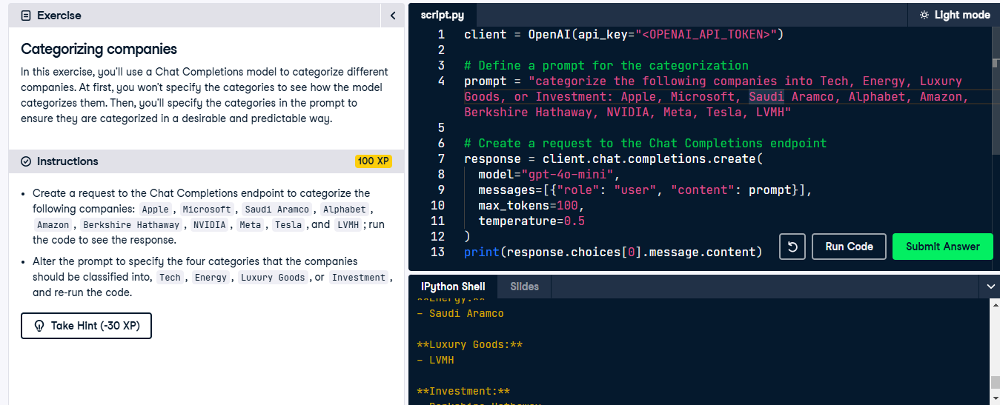 Exercise
Categorizing companies
In this exercise, you'll use a Chat Completions model to categorize different
companies. At first, you won't specify the categories to see how the model
categorizes them. Then, you'll specify the categories in the prompt to
ensure they are categorized in a desirable and predictable way.
Instructions
100 XP
• Create a request to the Chat Completions endpoint to categorize the
following companies: Apple, Microsoft, Saudi Aramco, Alphabet,
Amazon, Berkshire Hathaway, NVIDIA, Meta, Tesla, and LVMH; run
the code to see the response.
• Alter the prompt to specify the four categories that the companies
should be classified into, Tech, Energy, Luxury Goods, or Investment,
and re-run the code.
Take Hint (-30 XP)
script.py
Light mode
1 client = OpenAI(api_key="<OPENAI_API_TOKEN>")
2
3 # Define a prompt for the categorization
4 prompt = "categorize the following companies into Tech, Energy, Luxury
Goods, or Investment: Apple, Microsoft, Saudi Aramco, Alphabet, Amazon,
Berkshire Hathaway, NVIDIA, Meta, Tesla, LVMH"
5
6 # Create a request to the Chat Completions endpoint
7 response = client.chat.completions.create(
8 model="gpt-4o-mini",
9 messages=[{"role": "user", "content": prompt}],
10 max_tokens=100,
11 temperature=0.5
12 )
13 print(response.choices[0].message.content)
Run Code
Submit Answer
IPython Shell
Slides
**Energy:**
- Saudi Aramco
**Luxury Goods:**
- LVMH
**Investment:**
- Berkshire Hathaway